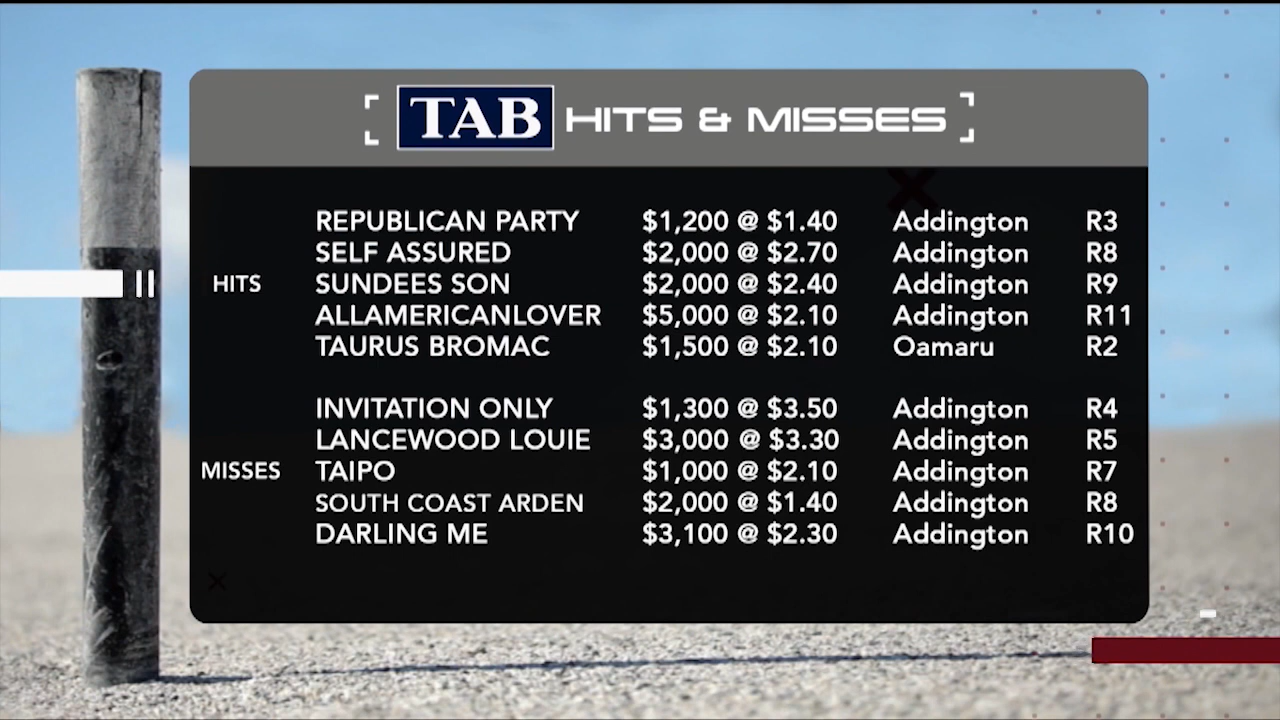 TAB HITS & MISSES
REPUBLICAN PARTY $1,200 @ $1.40 Addington R3
SELF ASSURED $2,000 @ $2.70 Addington R8
HITS SUNDEES SON $2,000 @ $2.40 Addington R9
ALLAMERICANLOVER $5,000 @ $2.10 Addington R11
TAURUS BROMAC $1,500 @ $2.10 Oamaru R2
INVITATION ONLY $1,300 @ $3.50 Addington R4
LANCEWOOD LOUIE $3,000 @ $3.30 Addington R5
MISSES TAIPO $1,000 @ $2.10 Addington R7
SOUTH COAST ARDEN $2,000 @ $1.40 Addington R8
DARLING ME $3,100 @ $2.30 Addington R10